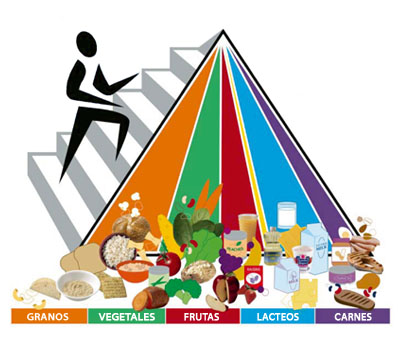 GRANOS
VEGETALES
FRUTAS
LACTEOS
CARNES